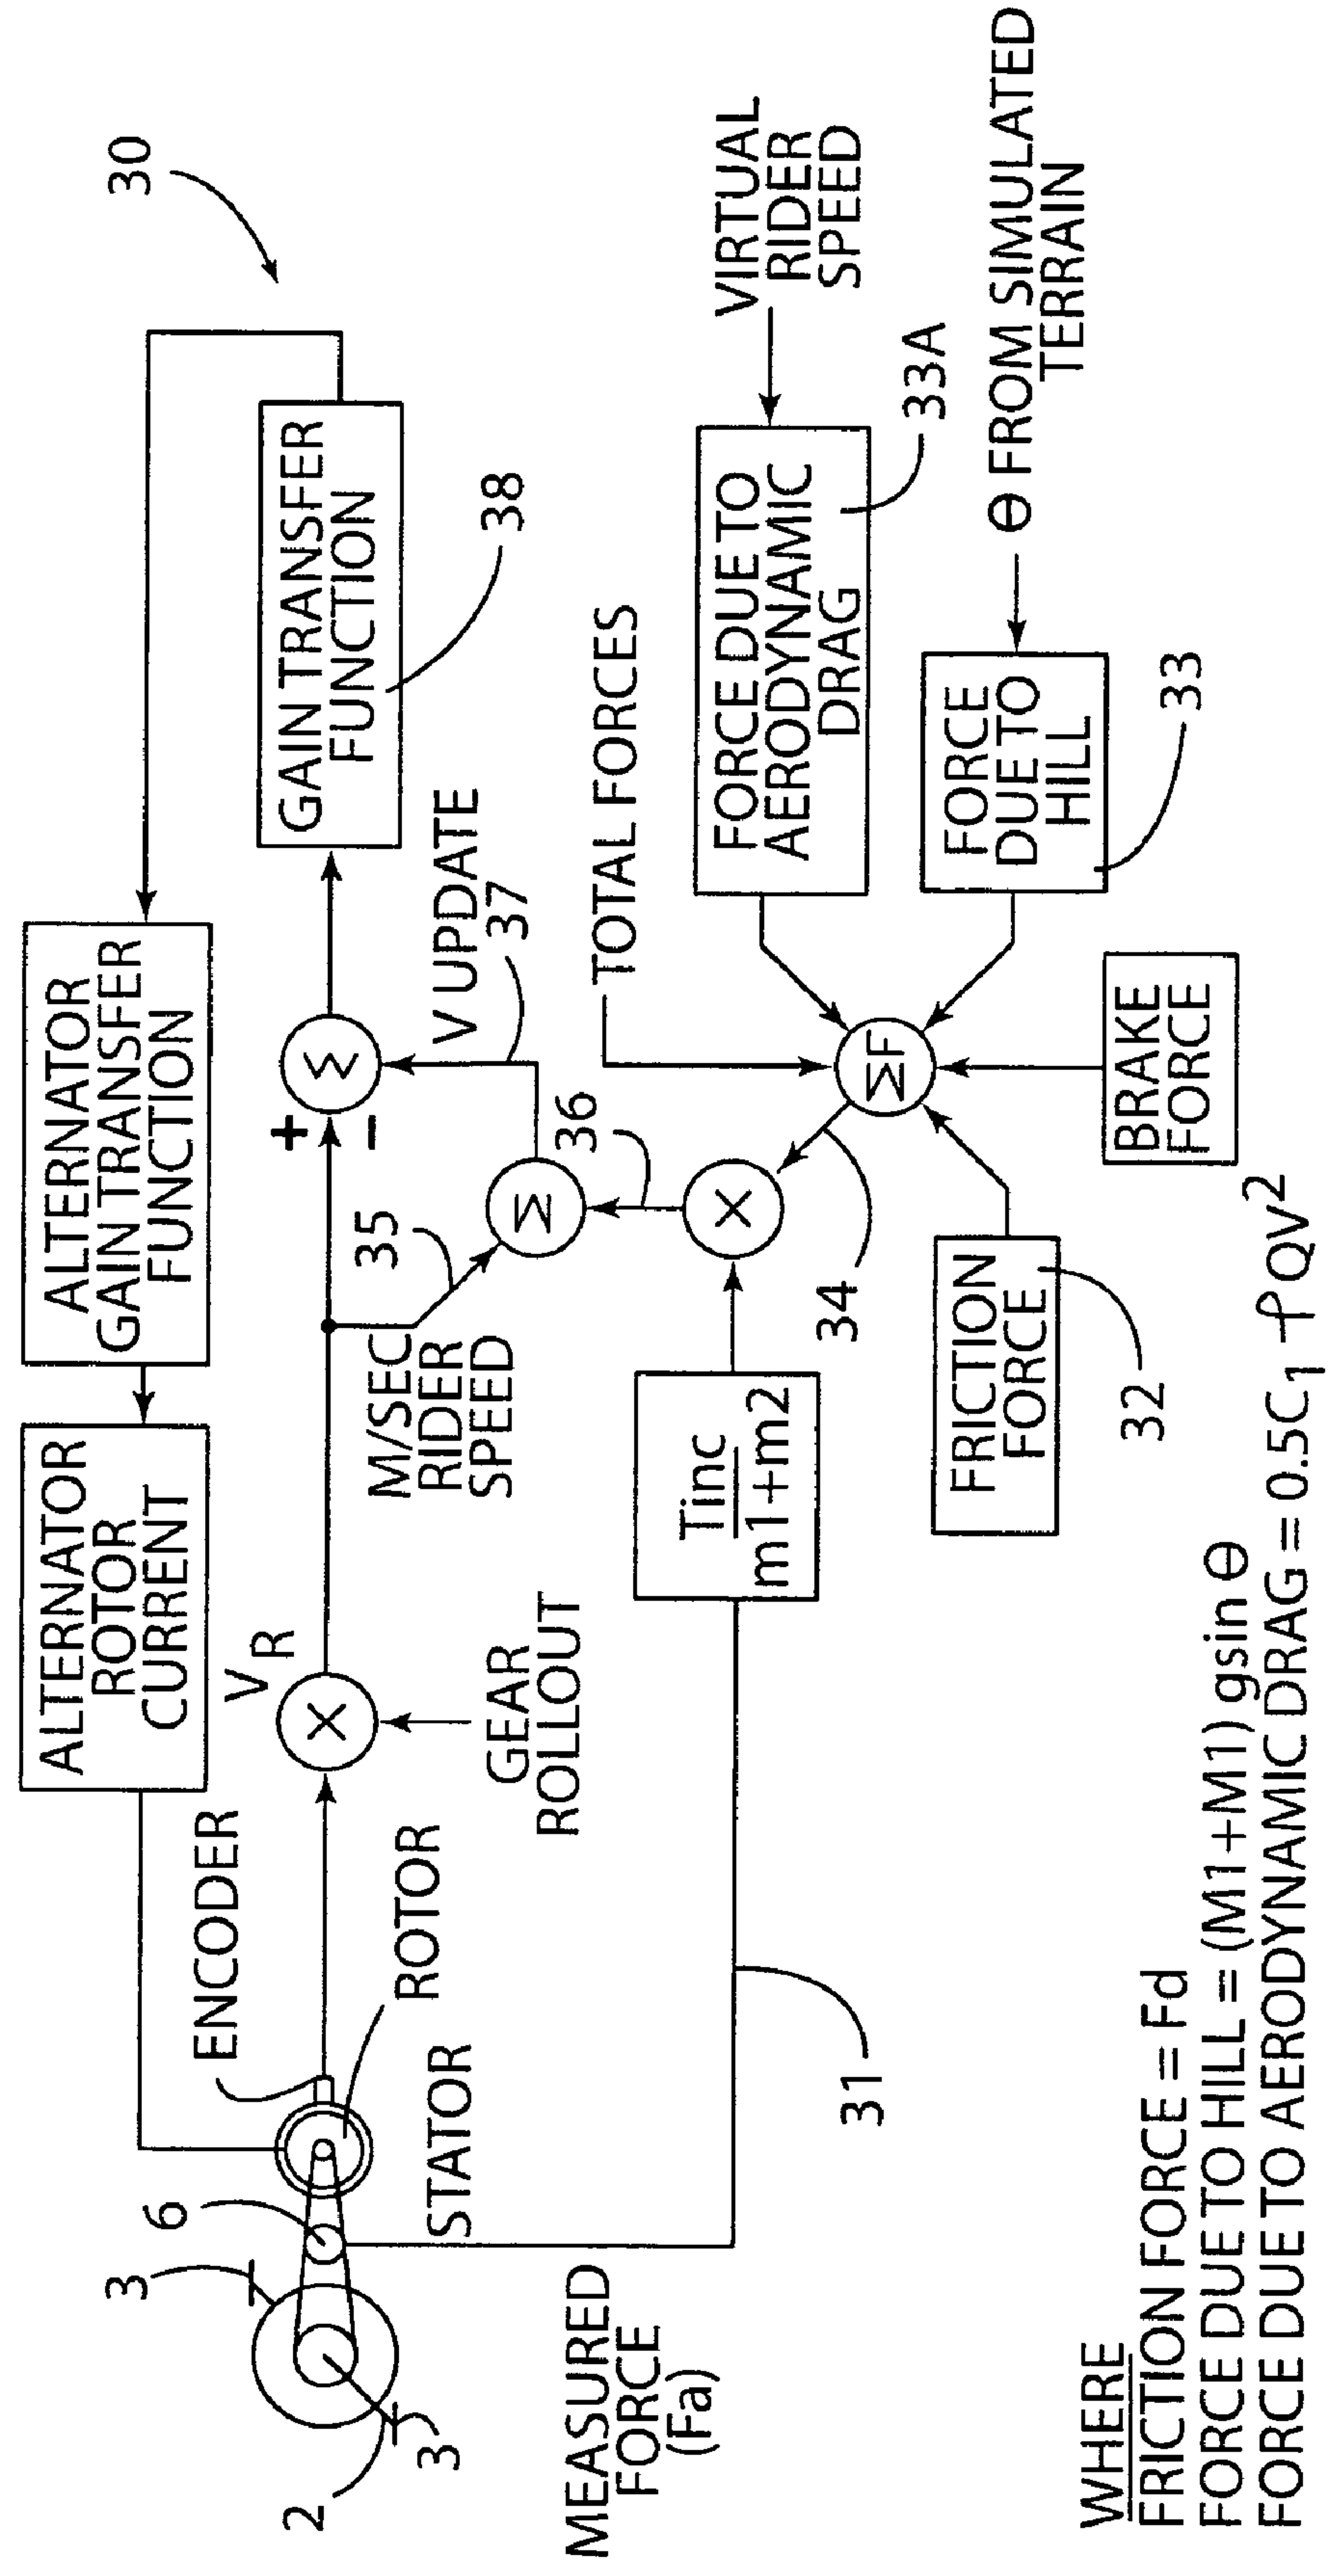 30
ALTERNATOR
ROTOR
CURRENT
ALTERNATOR
GAIN TRANSFER
FUNCTION
ENCODER
V R
+
−
Σ
GAIN TRANSFER
FUNCTION
38
3
6
2
3
ROTOR
STATOR
X
GEAR
ROLLOUT
M/SEC
RIDER
SPEED
35
Σ
V UPDATE
37
36
MEASURED
FORCE
(Fa)
31
Tinc
m1+m2
X
34
TOTAL FORCES
ΣF
FORCE DUE TO
AERODYNAMIC
DRAG
33A
VIRTUAL
RIDER
SPEED
FORCE
DUE TO
HILL
33
Θ FROM SIMULATED
TERRAIN
FRICTION
FORCE
32
BRAKE
FORCE
WHERE
FRICTION FORCE = Fd
FORCE DUE TO HILL = (M1+M1) gsin Θ
FORCE DUE TO AERODYNAMIC DRAG = 0.5C1 ρ QV2